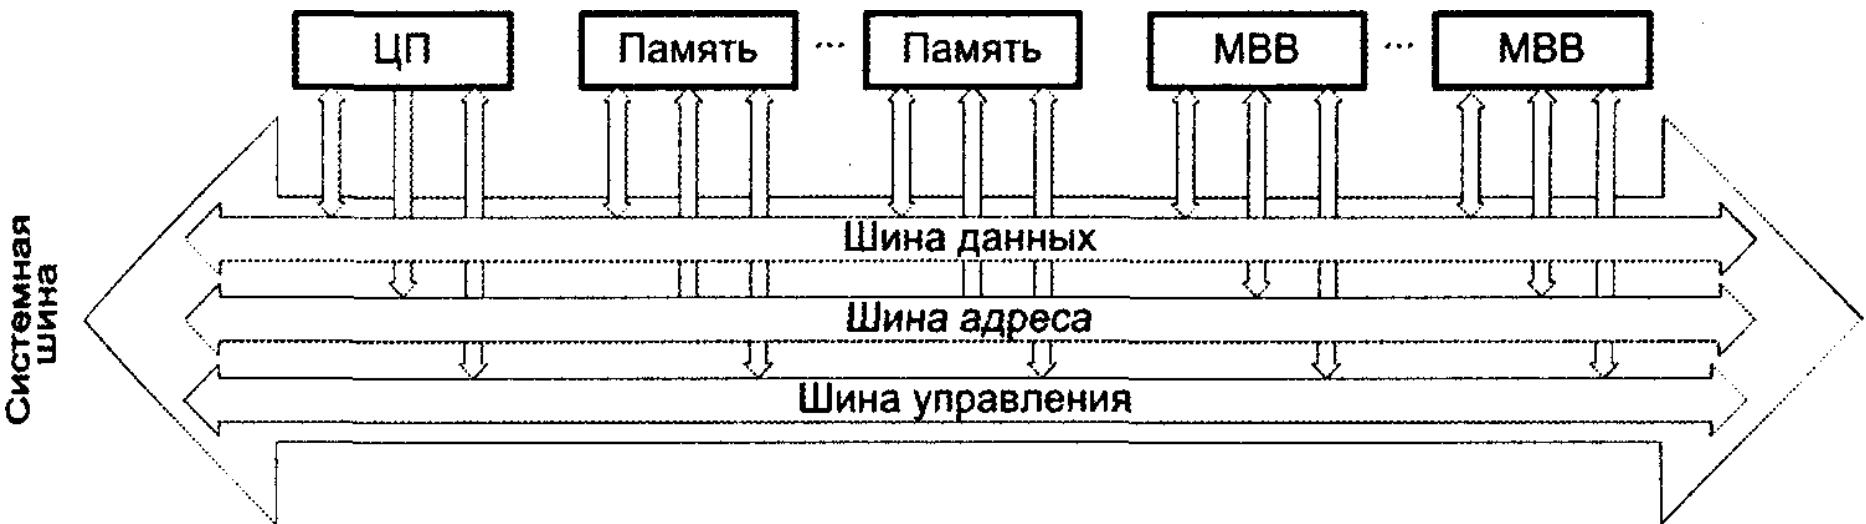 ЦП
Память
...
Память
МВВ
...
МВВ
Системная
шина
Шина данных
Шина адреса
Шина управления